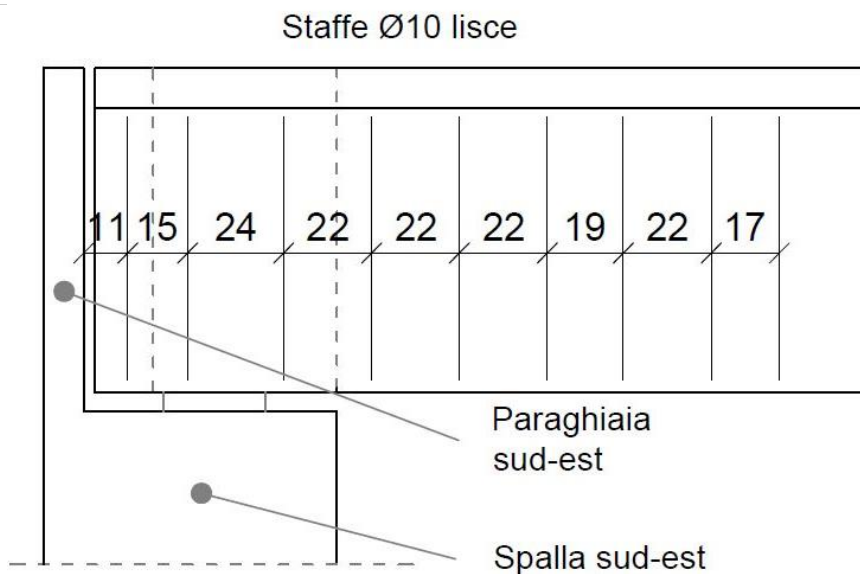 Staffe Ø10 lisce
11 15 24 22 22 22 19 22 17
Paraghiaia
sud-est
Spalla sud-est